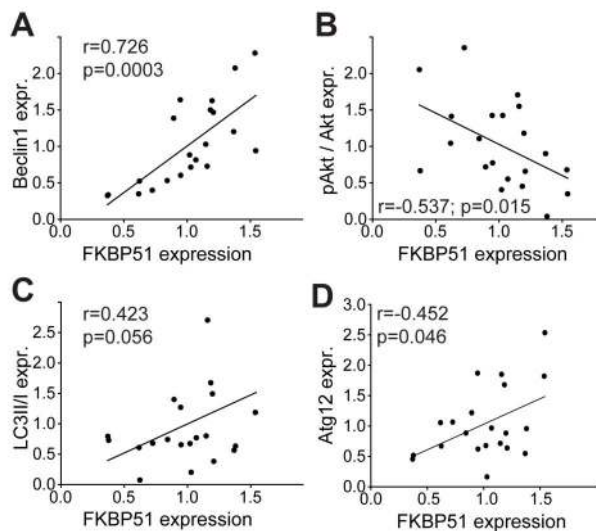 A
r=0.726
p=0.0003
Beclin1 expr.
2.0
1.5
1.0
0.5
0.0
0.0 0.5 1.0 1.5
FKBP51 expression
B
pAkt / Akt expr.
2.0
1.5
1.0
0.5
0.0
r=-0.537; p=0.015
0.0 0.5 1.0 1.5
FKBP51 expression
C
r=0.423
p=0.056
LC3II/I expr.
2.5
2.0
1.5
1.0
0.5
0.0
0.0 0.5 1.0 1.5
FKBP51 expression
D
r=-0.452
p=0.046
Atg12 expr.
3.0
2.5
2.0
1.5
1.0
0.5
0.0
0.0 0.5 1.0 1.5
FKBP51 expression